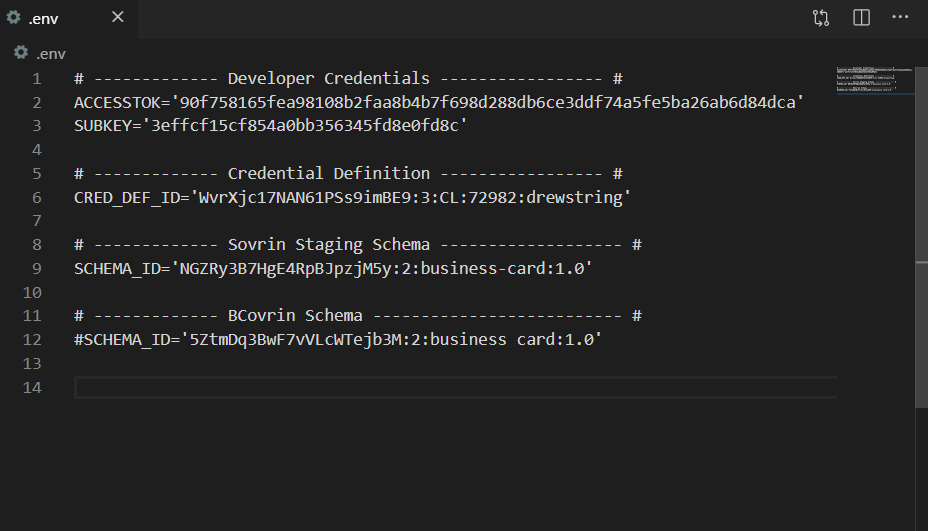 .env
.env
1 # ------------- Developer Credentials ----------------- #
2 ACCESSTOK='90f758165fea98108b2faa8b4b7f698d288db6ce3ddf74a5fe5ba26ab6d84dca'
3 SUBKEY='3effcf15cf854a0bb356345fd8e0fd8c'
4
5 # ------------- Credential Definition ----------------- #
6 CRED_DEF_ID='WvrXjc17NAN61PSs9imBE9:3:CL:72982:drewstring'
7
8 # ------------- Sovrin Staging Schema ------------------- #
9 SCHEMA_ID='NGZRy3B7HgE4RpBJpzjM5y:2:business-card:1.0'
10
11 # ------------- BCovrin Schema -------------------------- #
12 #SCHEMA_ID='5ZtmDq3BwF7vVLcWTejb3M:2:business card:1.0'
13
14